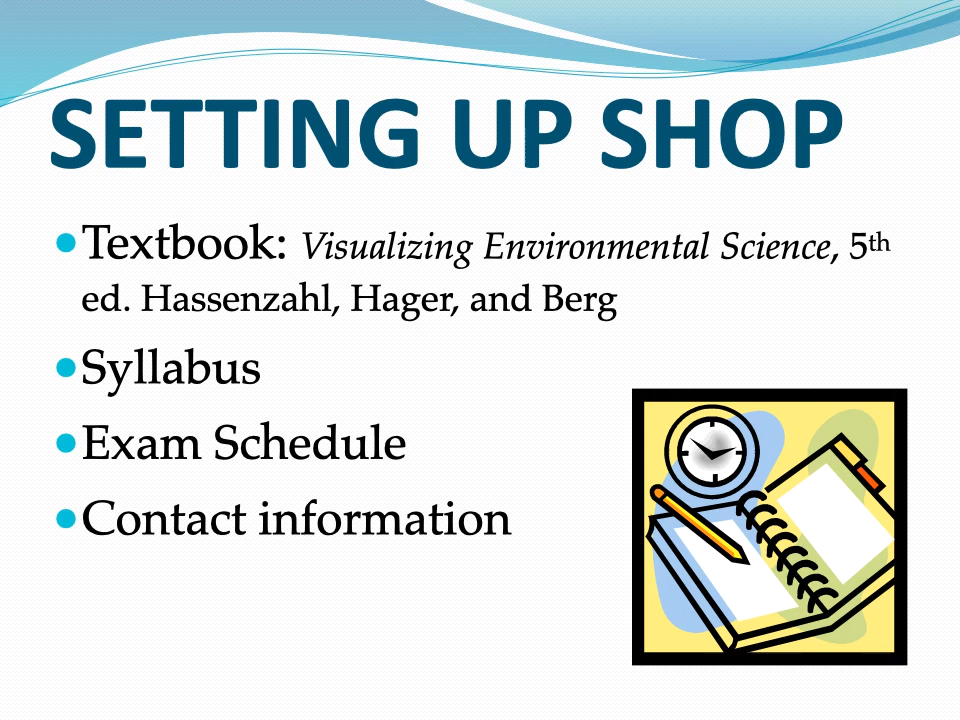 SETTING UP SHOP
•Textbook: Visualizing Environmental Science, 5th
ed. Hassenzahl, Hager, and Berg
•Syllabus
•Exam Schedule
•Contact information